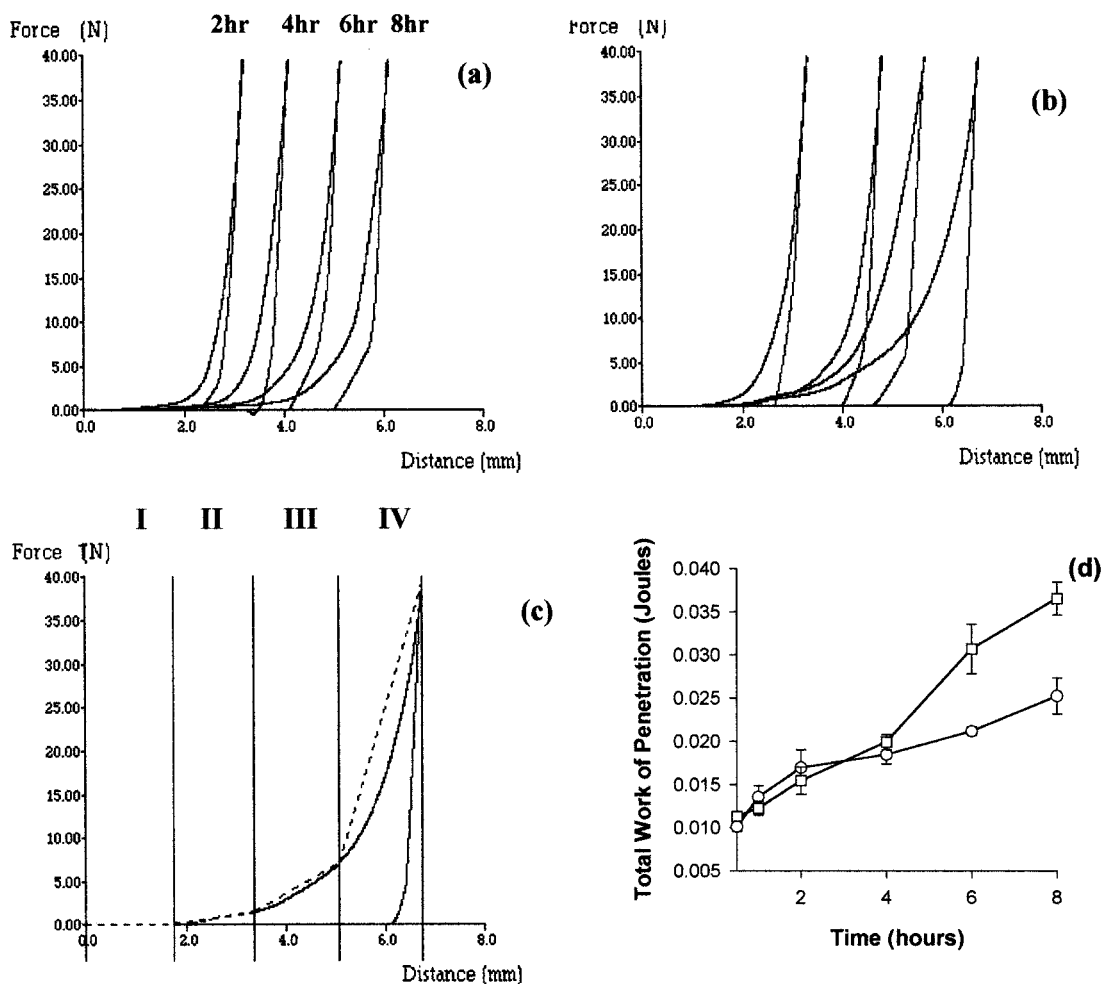 Force (N) 2hr 4hr 6hr 8hr
(a)
40.00
35.00
30.00
25.00
20.00
15.00
10.00
5.00
0.00
0.0 2.0 4.0 6.0 8.0
Distance (mm)
Force (N)
(b)
40.00
35.00
30.00
25.00
20.00
15.00
10.00
5.00
0.00
0.0 2.0 4.0 6.0 8.0
Distance (mm)
I II III IV
Force (N)
(c)
40.00
35.00
30.00
25.00
20.00
15.00
10.00
5.00
0.00
0.0 2.0 4.0 6.0 8.0
Distance (mm)
Total Work of Penetration (Joules)
(d)
0.040
0.035
0.030
0.025
0.020
0.015
0.010
0.005
2 4 6 8
Time (hours)